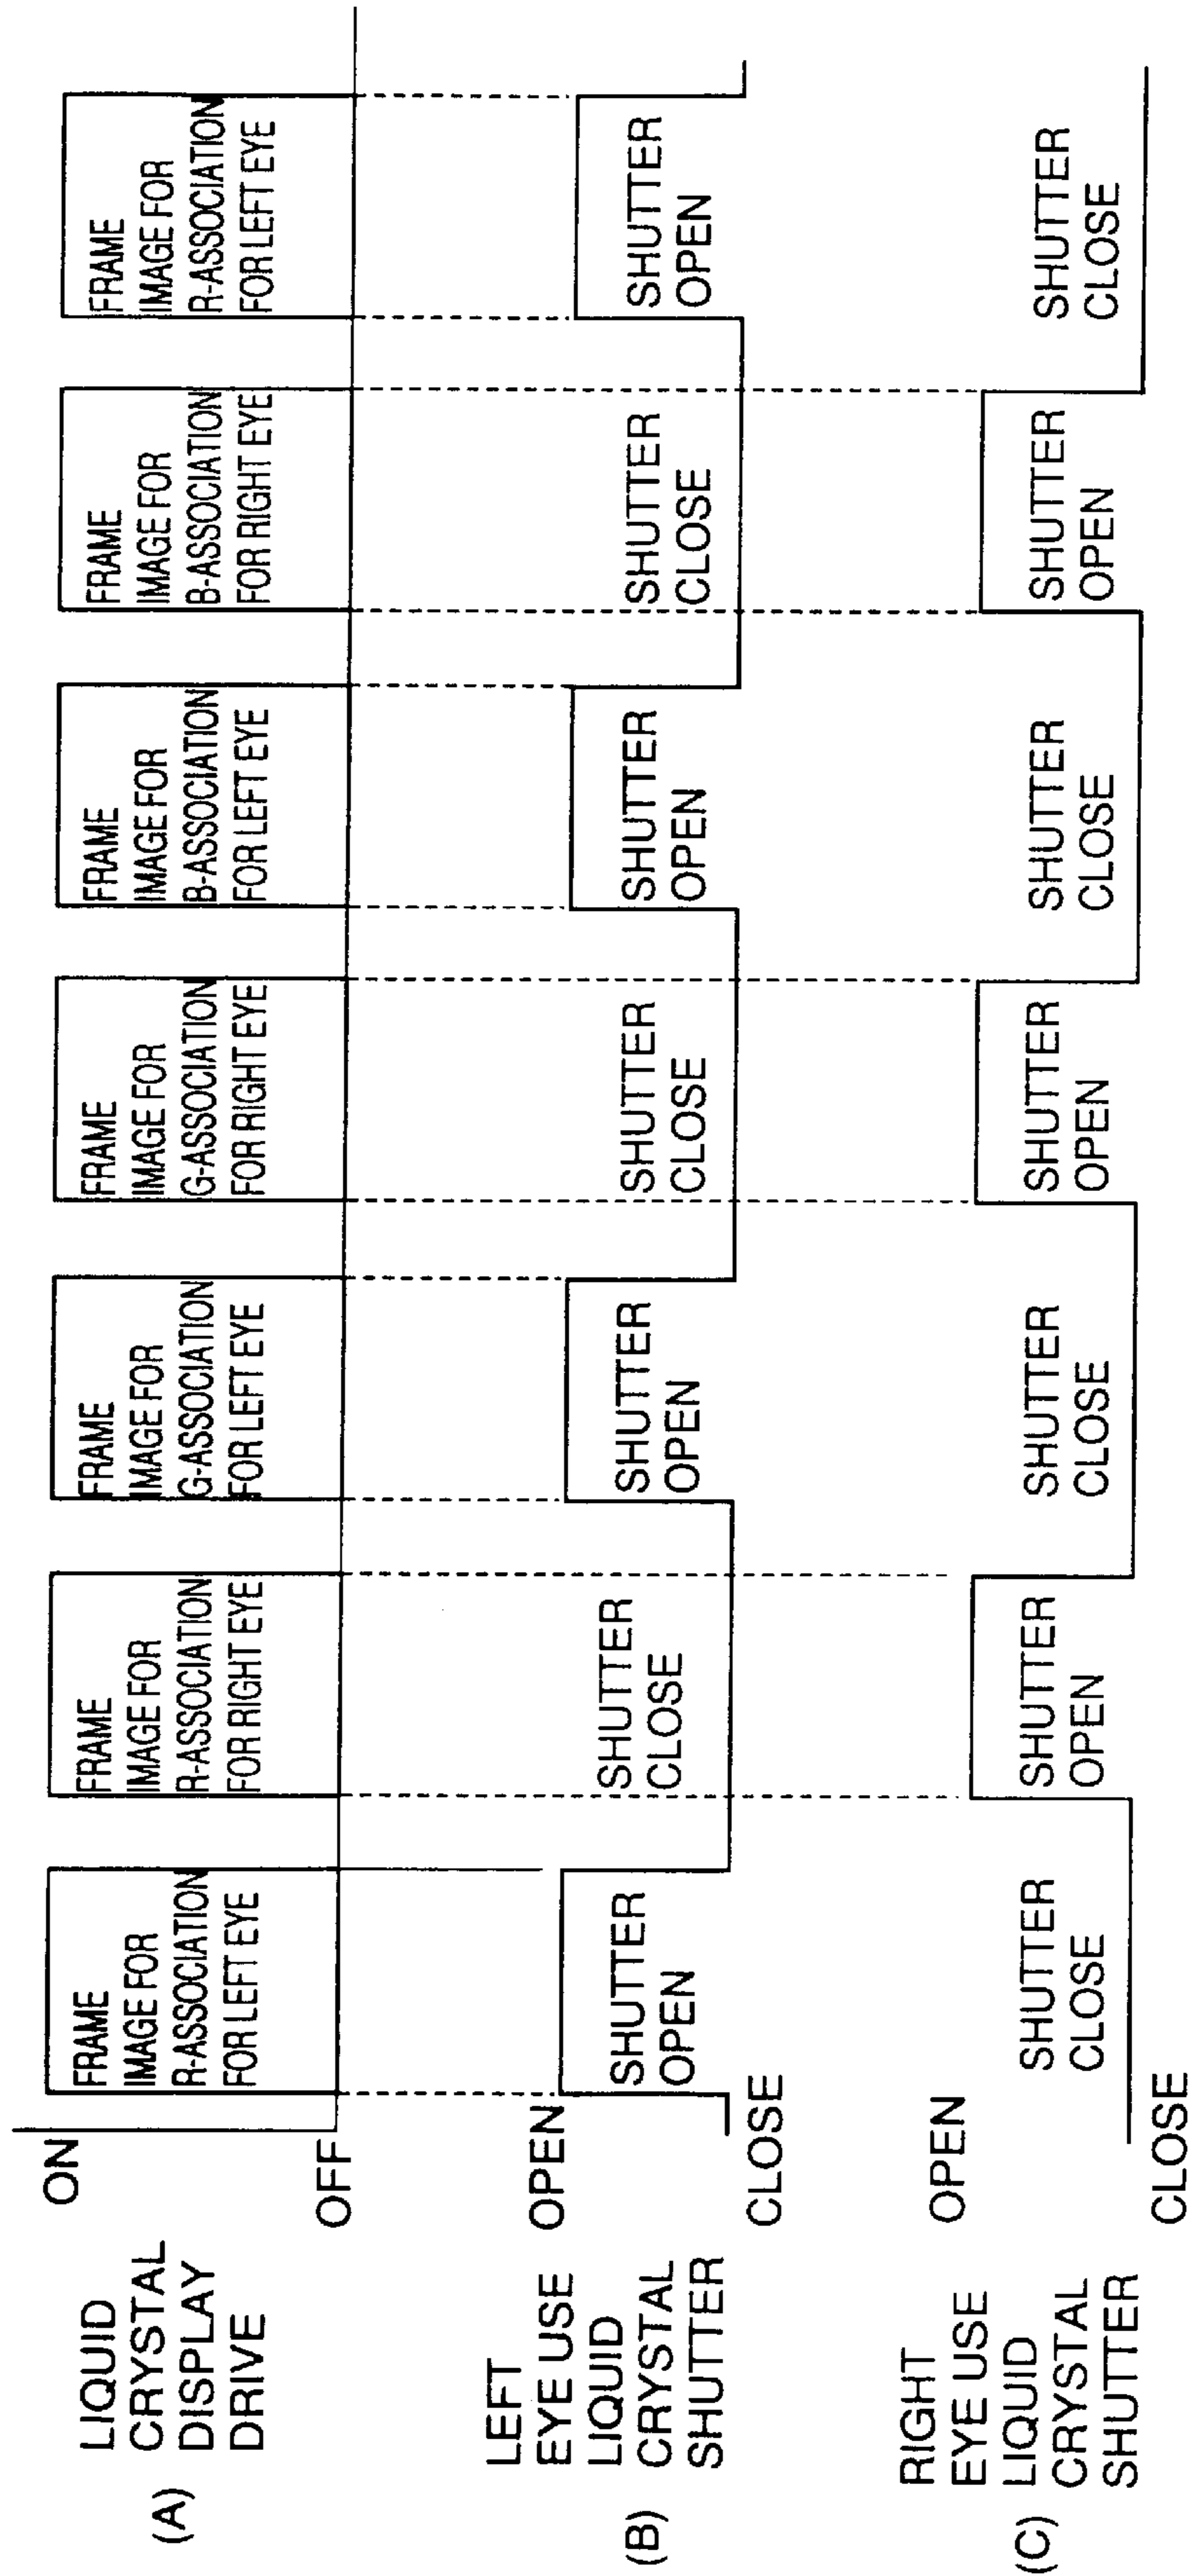 (A)
LIQUID
CRYSTAL
DISPLAY
DRIVE
ON
OFF
FRAME
IMAGE FOR
R-ASSOCIATION
FOR LEFT EYE
FRAME
IMAGE FOR
R-ASSOCIATION
FOR RIGHT EYE
FRAME
IMAGE FOR
G-ASSOCIATION
FOR LEFT EYE
FRAME
IMAGE FOR
G-ASSOCIATION
FOR RIGHT EYE
FRAME
IMAGE FOR
B-ASSOCIATION
FOR LEFT EYE
FRAME
IMAGE FOR
B-ASSOCIATION
FOR RIGHT EYE
FRAME
IMAGE FOR
R-ASSOCIATION
FOR LEFT EYE
(B)
LEFT
EYE USE
LIQUID
CRYSTAL
SHUTTER
OPEN
CLOSE
SHUTTER
OPEN
SHUTTER
CLOSE
SHUTTER
OPEN
SHUTTER
CLOSE
SHUTTER
OPEN
SHUTTER
CLOSE
SHUTTER
OPEN
(C)
RIGHT
EYE USE
LIQUID
CRYSTAL
SHUTTER
OPEN
CLOSE
SHUTTER
CLOSE
SHUTTER
OPEN
SHUTTER
CLOSE
SHUTTER
OPEN
SHUTTER
CLOSE
SHUTTER
OPEN
SHUTTER
CLOSE